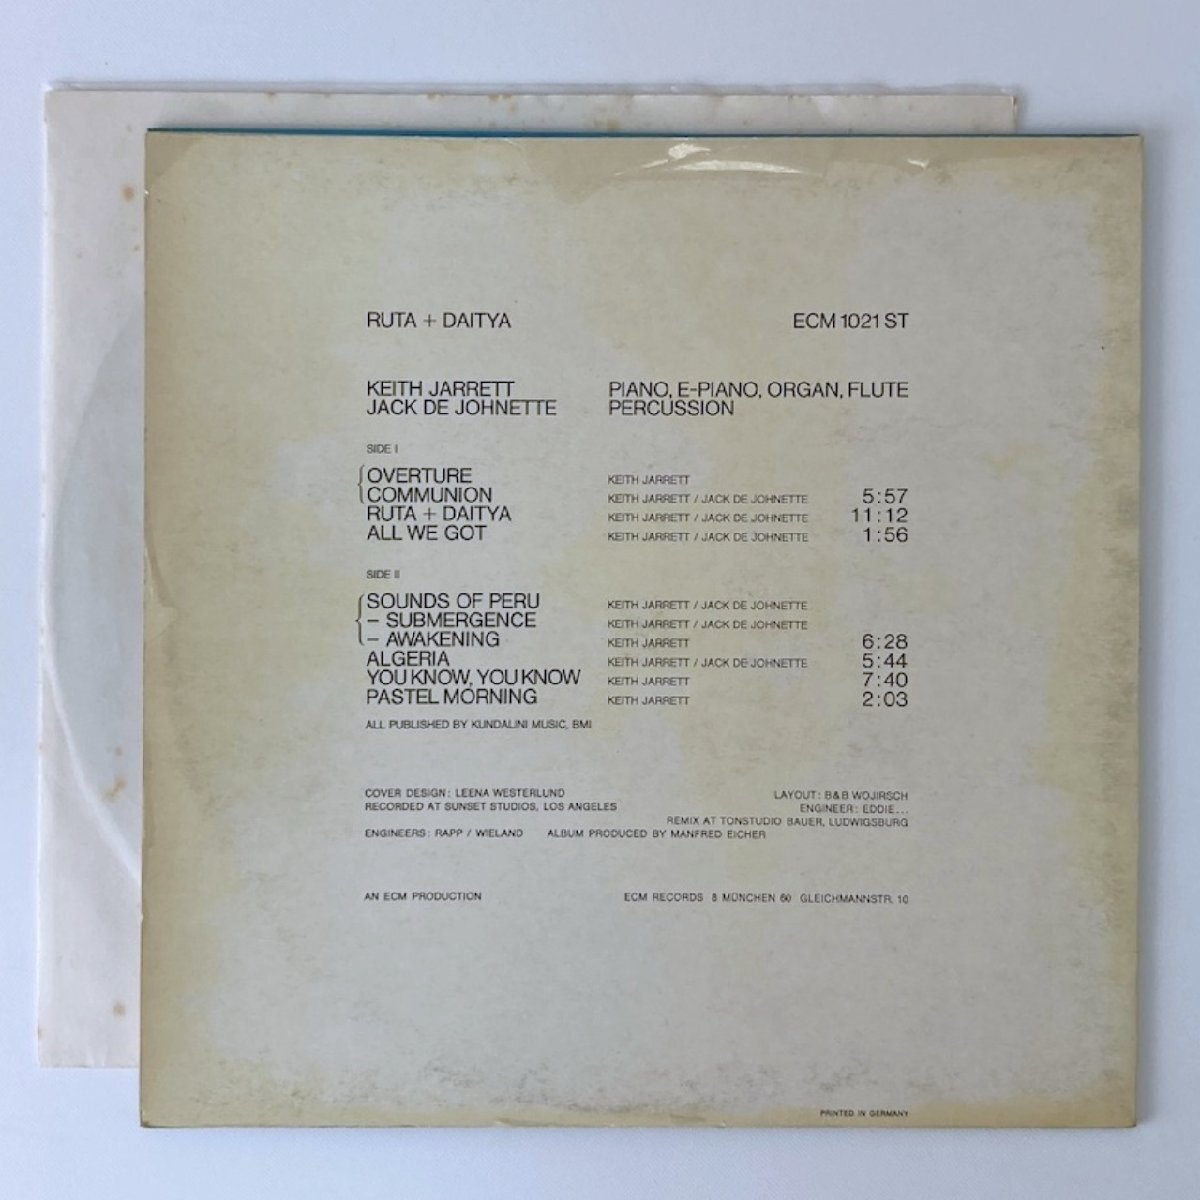 RUTA + DAITYA ECM 1021 ST
KEITH JARRETT PIANO, E-PIANO, ORGAN, FLUTE
JACK DE JOHNETTE PERCUSSION
SIDE I
OVERTURE KEITH JARRETT
COMMUNION KEITH JARRETT / JACK DE JOHNETTE 5:57
RUTA + DAITYA KEITH JARRETT / JACK DE JOHNETTE 11:12
ALL WE GOT KEITH JARRETT / JACK DE JOHNETTE 1:56
SIDE II
SOUNDS OF PERU KEITH JARRETT / JACK DE JOHNETTE
– SUBMERGENCE KEITH JARRETT / JACK DE JOHNETTE
– AWAKENING KEITH JARRETT 6:28
ALGERIA KEITH JARRETT / JACK DE JOHNETTE 5:44
YOU KNOW, YOU KNOW KEITH JARRETT 7:40
PASTEL MORNING KEITH JARRETT 2:03
ALL PUBLISHED BY KUNDALINI MUSIC, BMI
COVER DESIGN: LEENA WESTERLUND LAYOUT: B & B WOJIRSCH
RECORDED AT SUNSET STUDIOS, LOS ANGELES ENGINEER: EDDIE...
REMIX AT TONSTUDIO BAUER, LUDWIGSBURG
ENGINEERS: RAPP / WIELAND ALBUM PRODUCED BY MANFRED EICHER
AN ECM PRODUCTION ECM RECORDS 8 MÜNCHEN 60 GLEICHMANNSTR. 10
PRINTED IN GERMANY